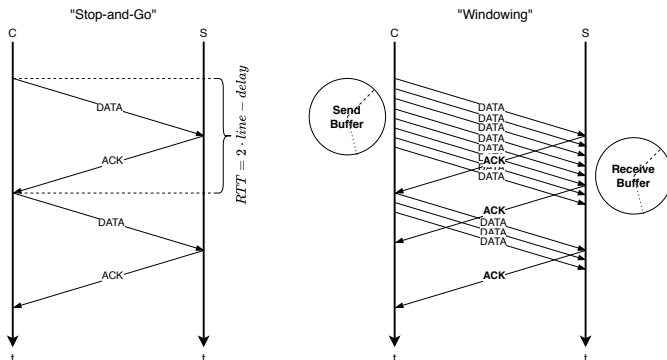 "Stop-and-Go"
C
S
DATA
ACK
DATA
ACK
RTT = 2 · line − delay
t
t
"Windowing"
C
S
Send
Buffer
DATA
DATA
DATA
DATA
DATA
DATA
ACK
DATA
DATA
Receive
Buffer
ACK
DATA
DATA
DATA
ACK
t
t